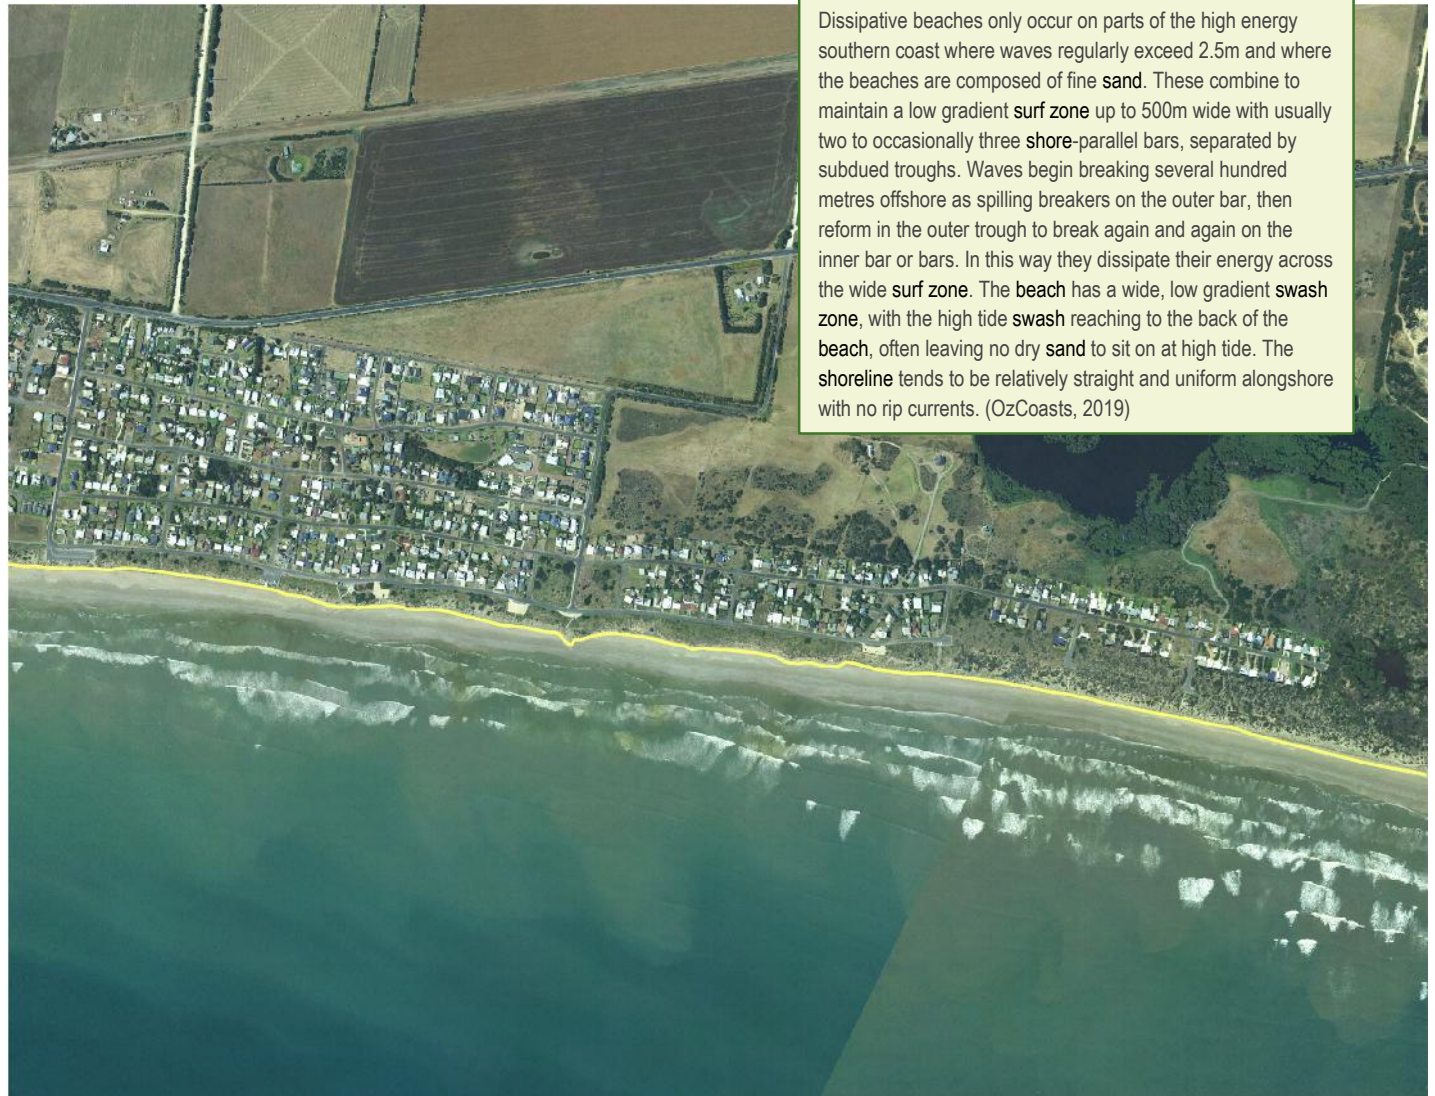 Dissipative beaches only occur on parts of the high energy
southern coast where waves regularly exceed 2.5m and where
the beaches are composed of fine sand. These combine to
maintain a low gradient surf zone up to 500m wide with usually
two to occasionally three shore-parallel bars, separated by
subdued troughs. Waves begin breaking several hundred
metres offshore as spilling breakers on the outer bar, then
reform in the outer trough to break again and again on the
inner bar or bars. In this way they dissipate their energy across
the wide surf zone. The beach has a wide, low gradient swash
zone, with the high tide swash reaching to the back of the
beach, often leaving no dry sand to sit on at high tide. The
shoreline tends to be relatively straight and uniform alongshore
with no rip currents. (OzCoasts, 2019)